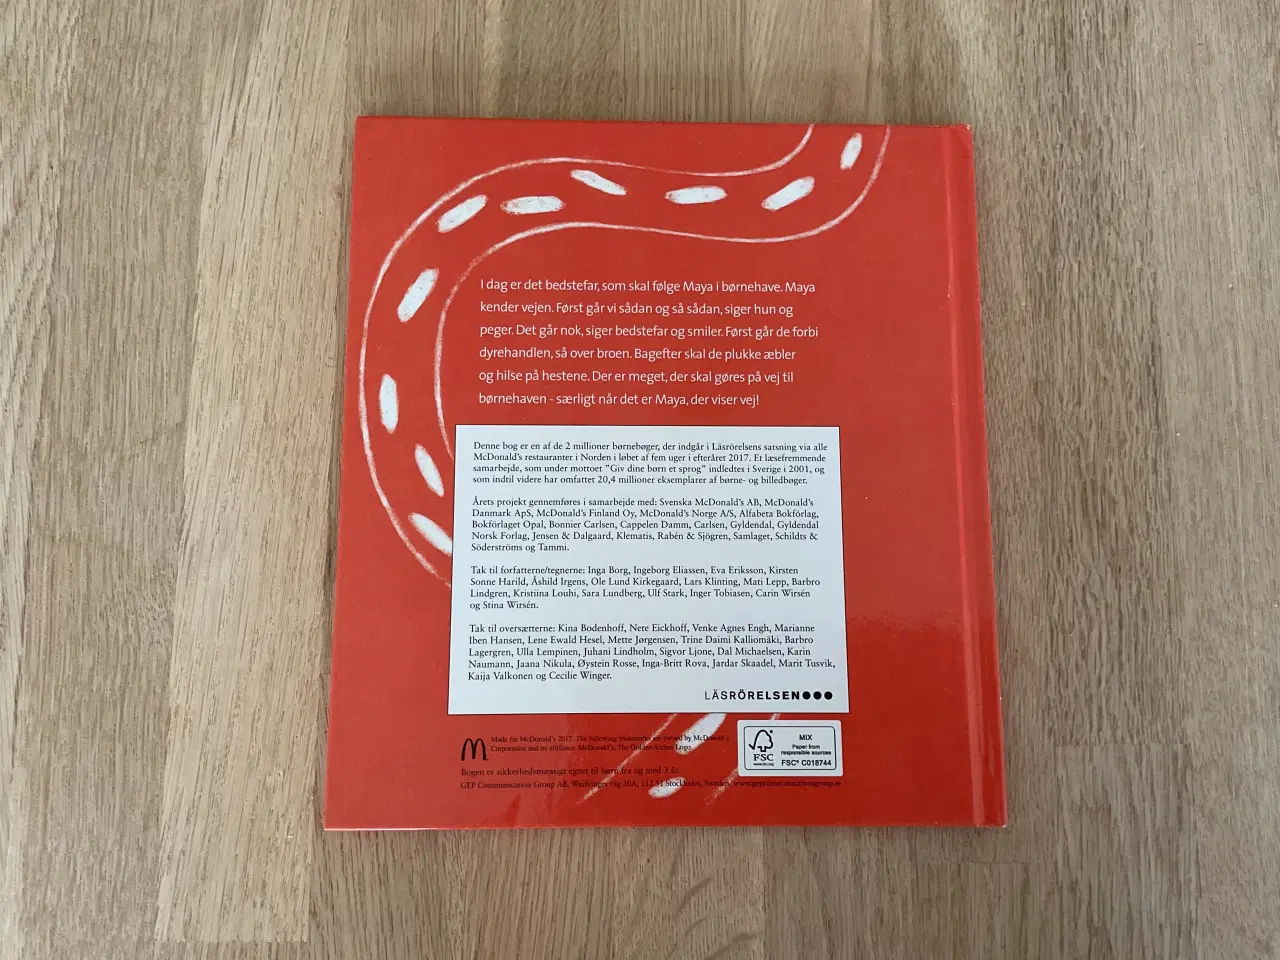 I dag er det bedstefar, som skal følge Maya i børnehave. Maya
kender vejen. Først går vi sådan og så sådan, siger hun og
peger. Det går nok, siger bedstefar og smiler. Først går de forbi
dyrehandlen, så over broen. Bagefter skal de plukke æbler
og hilse på hestene. Der er meget, der skal gøres på vej til
børnehaven - særligt når det er Maya, der viser vej!
Denne bog er en af de 2 millioner børnebøger, der indgår i Läsrörelsens satsning via alle
McDonald's restauranter i Norden i løbet af fem uger i efteråret 2017. Et læsefremmende
samarbejde, som under mottoet "Giv dine børn et sprog" indledtes i Sverige i 2001, og
som indtil videre har omfattet 20,4 millioner eksemplarer af børne- og billedbøger.
Årets projekt gennemføres i samarbejde med: Svenska McDonald's AB, McDonald's
Danmark ApS, McDonald's Finland Oy, McDonald's Norge A/S, Alfabeta Bokförlag,
Bokförlaget Opal, Bonnier Carlsen, Cappelen Damm, Carlsen, Gyldendal, Gyldendal
Norsk Forlag, Jensen & Dalgaard, Klematis, Rabén & Sjögren, Samlaget, Schildts &
Söderströms og Tammi.
Tak til forfatterne/tegnerne: Inga Borg, Ingeborg Eliassen, Eva Eriksson, Kirsten
Sonne Harild, Åshild Irgens, Ole Lund Kirkegaard, Lars Klinting, Mati Lepp, Barbro
Lindgren, Kristiina Louhi, Sara Lundberg, Ulf Stark, Inger Tobiasen, Carin Wirsén
og Stina Wirsén.
Tak til oversætterne: Kina Bodenhoff, Nete Eickhoff, Venke Agnes Engh, Marianne
Iben Hansen, Lene Ewald Hesel, Mette Jørgensen, Trine Daimi Kalliomäki, Barbro
Lagergren, Ulla Lempinen, Juhani Lindholm, Sigvor Ljone, Dal Michaelsen, Karin
Naumann, Jaana Nikula, Øystein Rosse, Inga-Britt Rova, Jardar Skaadel, Marit Tusvik,
Kaija Valkonen og Cecilie Winger.
LÄSRÖRELSEN
Made for McDonald's 2017. The following trademarks are owned by McDonald's
Corporation and its affiliates: McDonald's, The Golden Arches Logo.
Bogen er sikkerhedsmæssigt egnet til børn fra og med 3 år.
GEP Communication Group AB, Warfvinges väg 30A, 112 51 Stockholm, Sweden, www.gepcommunicationgroup.se
FSC
www.fsc.org
MIX
Paper from
responsible sources
FSC® C018744